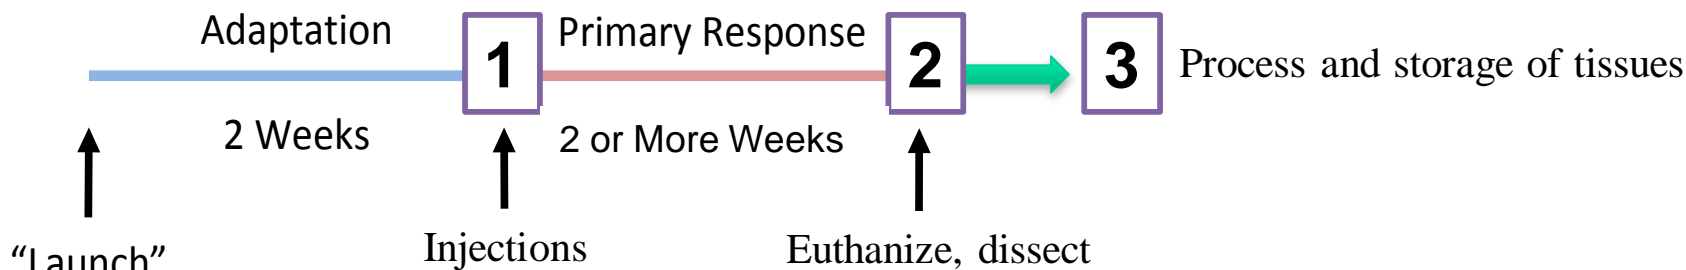 Adaptation
1
Primary Response
2
3
Process and storage of tissues
2 Weeks
2 or More Weeks
“Launch”
Injections
Euthanize, dissect